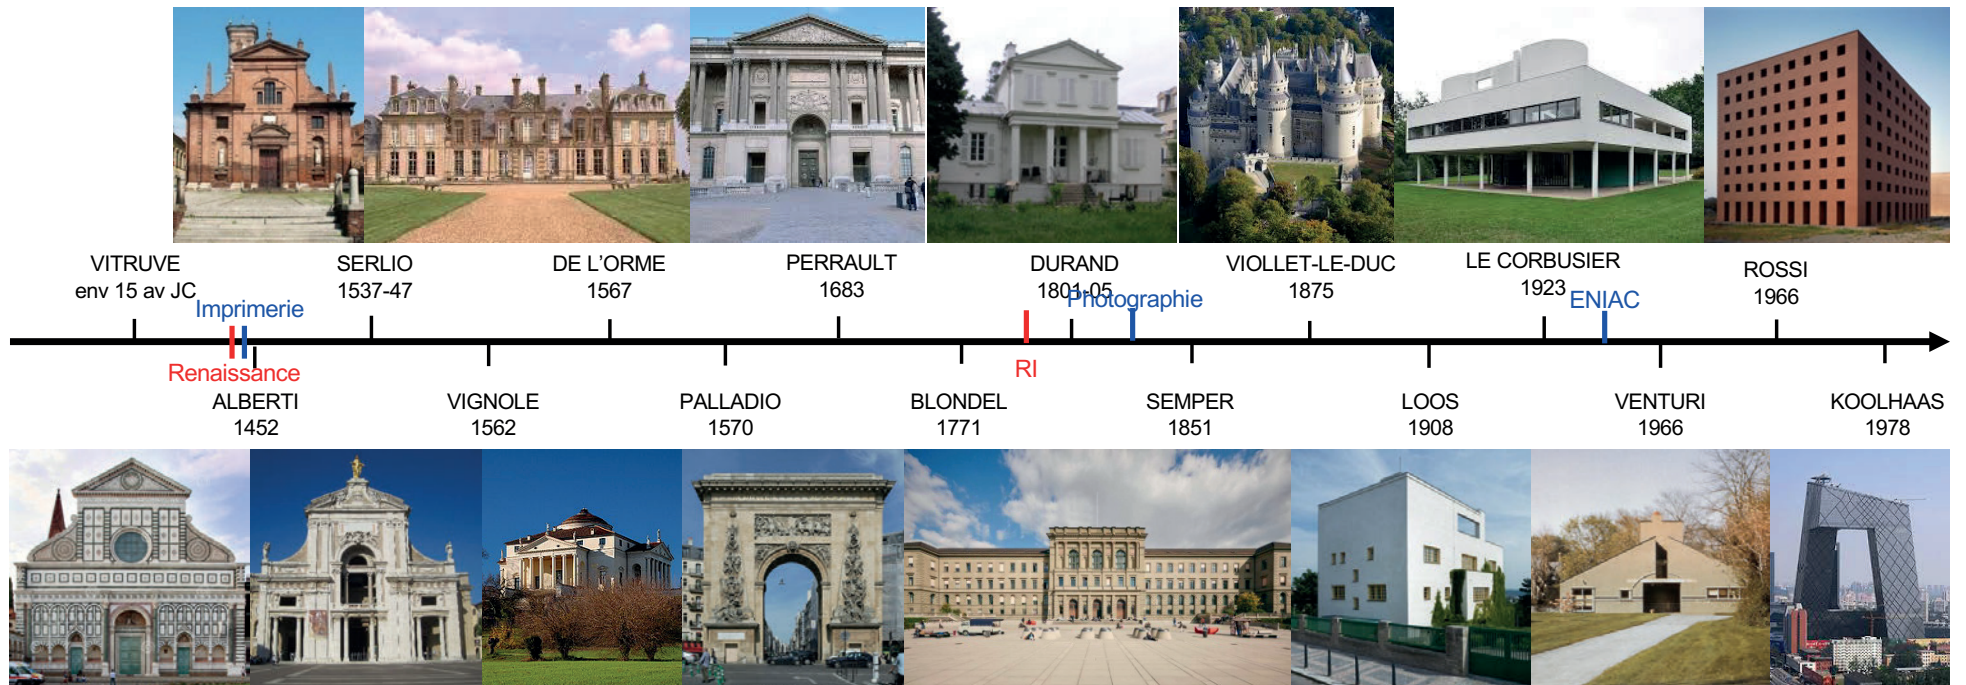 VITRUVE
env 15 av JC
SERLIO
1537-47
DE L'ORME
1567
PERRAULT
1683
DURAND
1801-05
VIOLLET-LE-DUC
1875
LE CORBUSIER
1923
ROSSI
1966
Imprimerie
Photographie
ENIAC
Renaissance
RI
ALBERTI
1452
VIGNOLE
1562
PALLADIO
1570
BLONDEL
1771
SEMPER
1851
LOOS
1908
VENTURI
1966
KOOLHAAS
1978